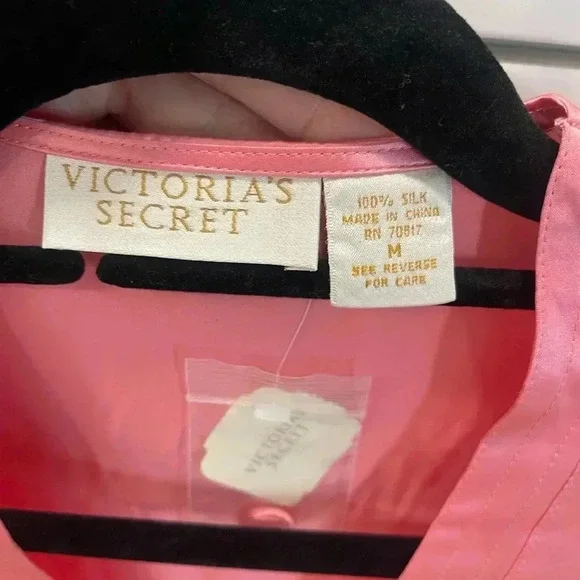 VICTORIA'S
SECRET
100% SILK
MADE IN CHINA
RN 70817
M
SEE REVERSE
FOR CARE
VICTORIA'S
SECRET